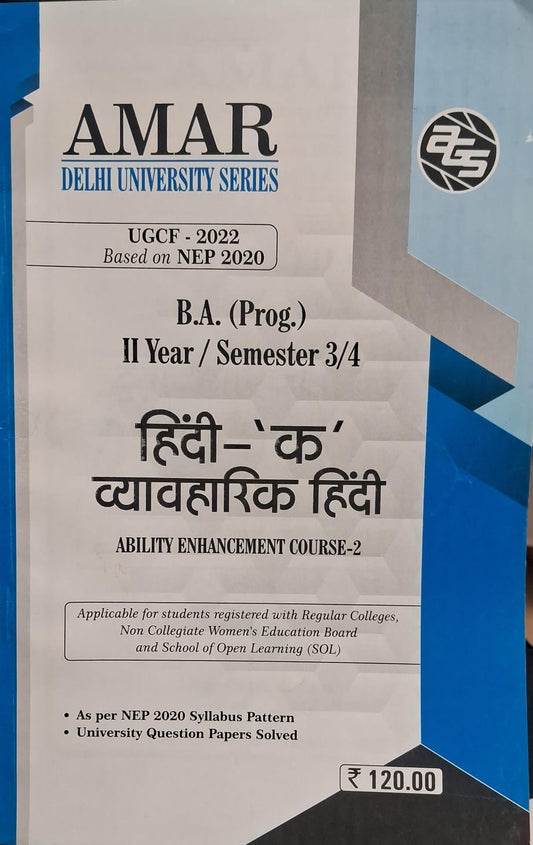 AMAR
DELHI UNIVERSITY SERIES
AGS
UGCF - 2022
Based on NEP 2020
B.A. (Prog.)
II Year / Semester 3/4
हिंदी–‘क’
व्यावहारिक हिंदी
ABILITY ENHANCEMENT COURSE-2
Applicable for students registered with Regular Colleges,
Non Collegiate Women's Education Board
and School of Open Learning (SOL)
• As per NEP 2020 Syllabus Pattern
• University Question Papers Solved
₹ 120.00